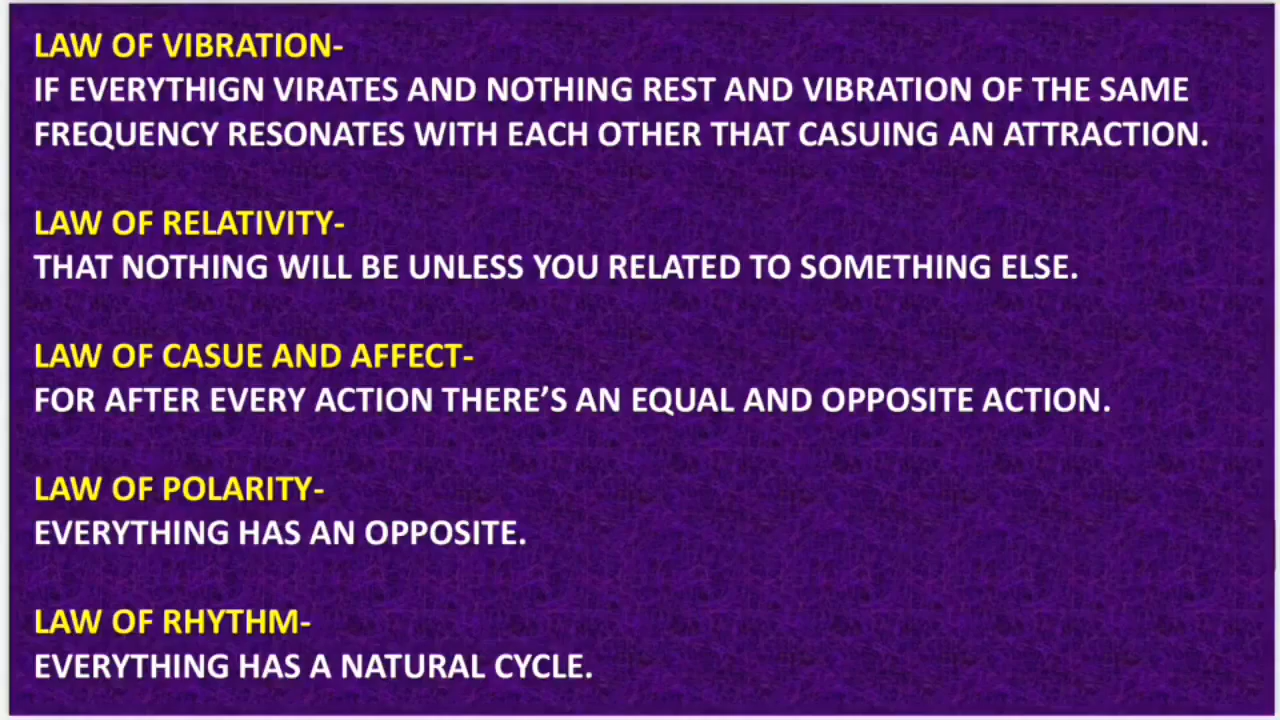 LAW OF VIBRATION-
IF EVERYTHIGN VIRATES AND NOTHING REST AND VIBRATION OF THE SAME
FREQUENCY RESONATES WITH EACH OTHER THAT CASUING AN ATTRACTION.
LAW OF RELATIVITY-
THAT NOTHING WILL BE UNLESS YOU RELATED TO SOMETHING ELSE.
LAW OF CASUE AND AFFECT-
FOR AFTER EVERY ACTION THERE’S AN EQUAL AND OPPOSITE ACTION.
LAW OF POLARITY-
EVERYTHING HAS AN OPPOSITE.
LAW OF RHYTHM-
EVERYTHING HAS A NATURAL CYCLE.